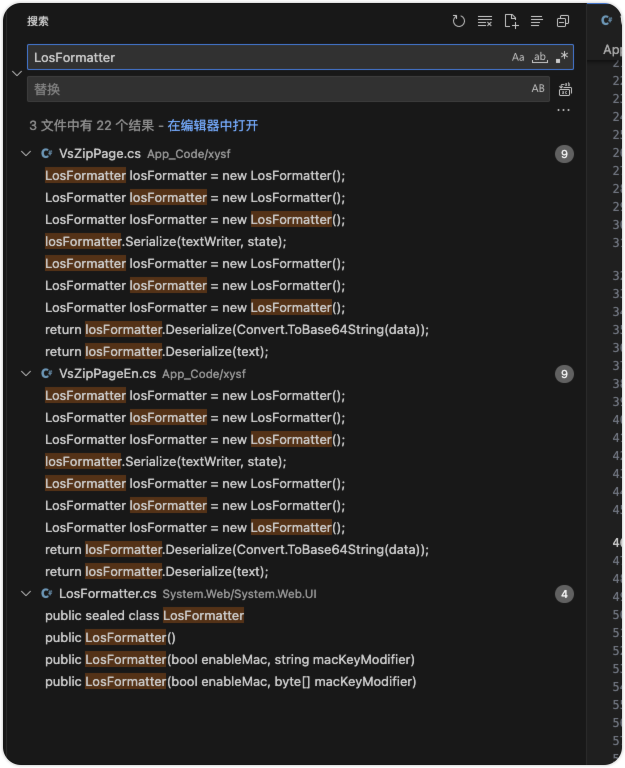 搜索
LosFormatter
Aa ab .*
替换
AB
...
3 文件中有 22 个结果 - 在编辑器中打开
VsZipPage.cs App_Code/xysf 9
LosFormatter losFormatter = new LosFormatter();
LosFormatter losFormatter = new LosFormatter();
LosFormatter losFormatter = new LosFormatter();
losFormatter.Serialize(textWriter, state);
LosFormatter losFormatter = new LosFormatter();
LosFormatter losFormatter = new LosFormatter();
LosFormatter losFormatter = new LosFormatter();
return losFormatter.Deserialize(Convert.ToBase64String(data));
return losFormatter.Deserialize(text);
VsZipPageEn.cs App_Code/xysf 9
LosFormatter losFormatter = new LosFormatter();
LosFormatter losFormatter = new LosFormatter();
LosFormatter losFormatter = new LosFormatter();
losFormatter.Serialize(textWriter, state);
LosFormatter losFormatter = new LosFormatter();
LosFormatter losFormatter = new LosFormatter();
LosFormatter losFormatter = new LosFormatter();
return losFormatter.Deserialize(Convert.ToBase64String(data));
return losFormatter.Deserialize(text);
LosFormatter.cs System.Web/System.Web.UI 4
public sealed class LosFormatter
public LosFormatter()
public LosFormatter(bool enableMac, string macKeyModifier)
public LosFormatter(bool enableMac, byte[] macKeyModifier)
App